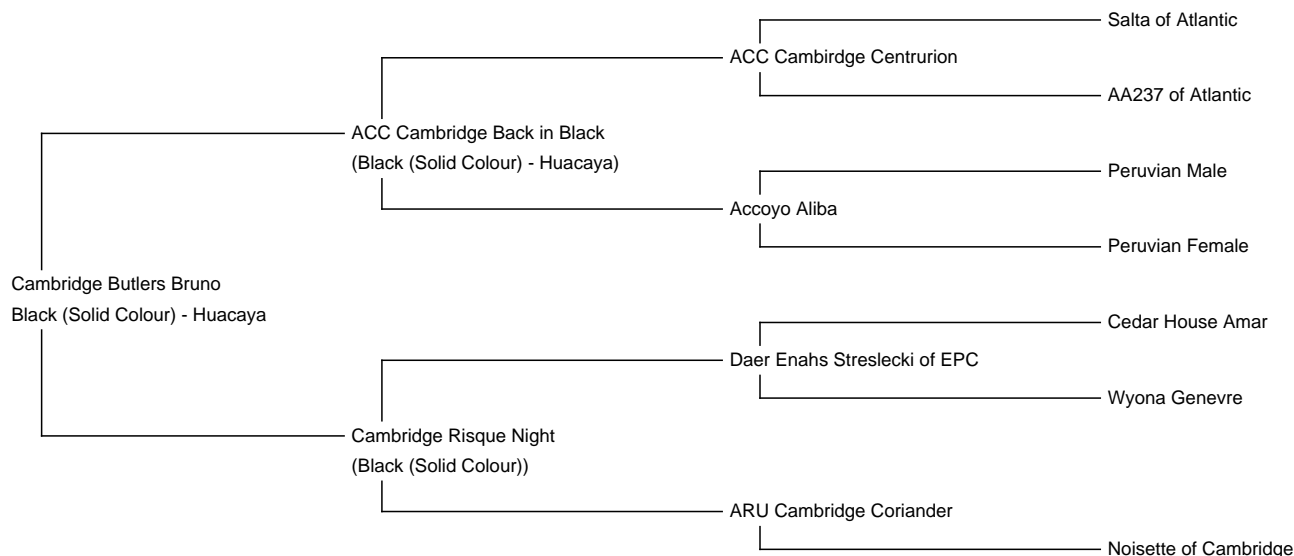 Salta of Atlantic
ACC Cambirdge Centrurion
AA237 of Atlantic
ACC Cambridge Back in Black
(Black (Solid Colour) - Huacaya)
Peruvian Male
Accoyo Aliba
Peruvian Female
Cambridge Butlers Bruno
Black (Solid Colour) - Huacaya
Cedar House Amar
Daer Enahs Streslecki of EPC
Wyona Genevre
Cambridge Risque Night
(Black (Solid Colour))
ARU Cambridge Coriander
Noisette of Cambridge